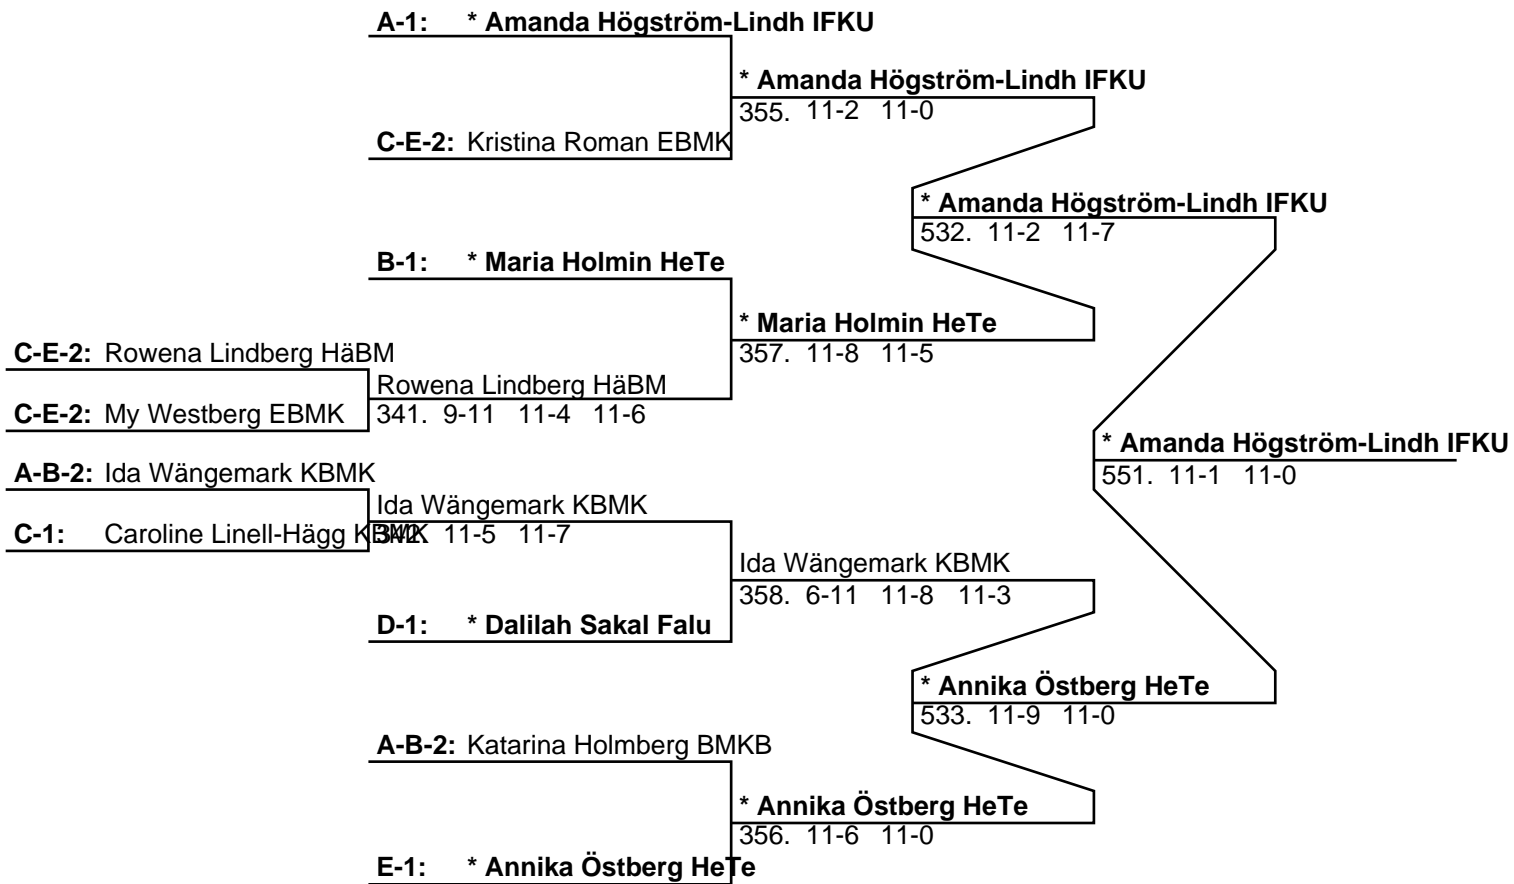 A-1: * Amanda Högström-Lindh IFKU
* Amanda Högström-Lindh IFKU
355. 11-2 11-0
C-E-2: Kristina Roman EBMK
* Amanda Högström-Lindh IFKU
532. 11-2 11-7
B-1: * Maria Holmin HeTe
* Maria Holmin HeTe
357. 11-8 11-5
C-E-2: Rowena Lindberg HäBM
Rowena Lindberg HäBM
341. 9-11 11-4 11-6
C-E-2: My Westberg EBMK
* Amanda Högström-Lindh IFKU
551. 11-1 11-0
A-B-2: Ida Wängemark KBMK
Ida Wängemark KBMK
342. 11-5 11-7
C-1: Caroline Linell-Hägg KBMK
Ida Wängemark KBMK
358. 6-11 11-8 11-3
D-1: * Dalilah Sakal Falu
* Annika Östberg HeTe
533. 11-9 11-0
A-B-2: Katarina Holmberg BMKB
* Annika Östberg HeTe
356. 11-6 11-0
E-1: * Annika Östberg HeTe